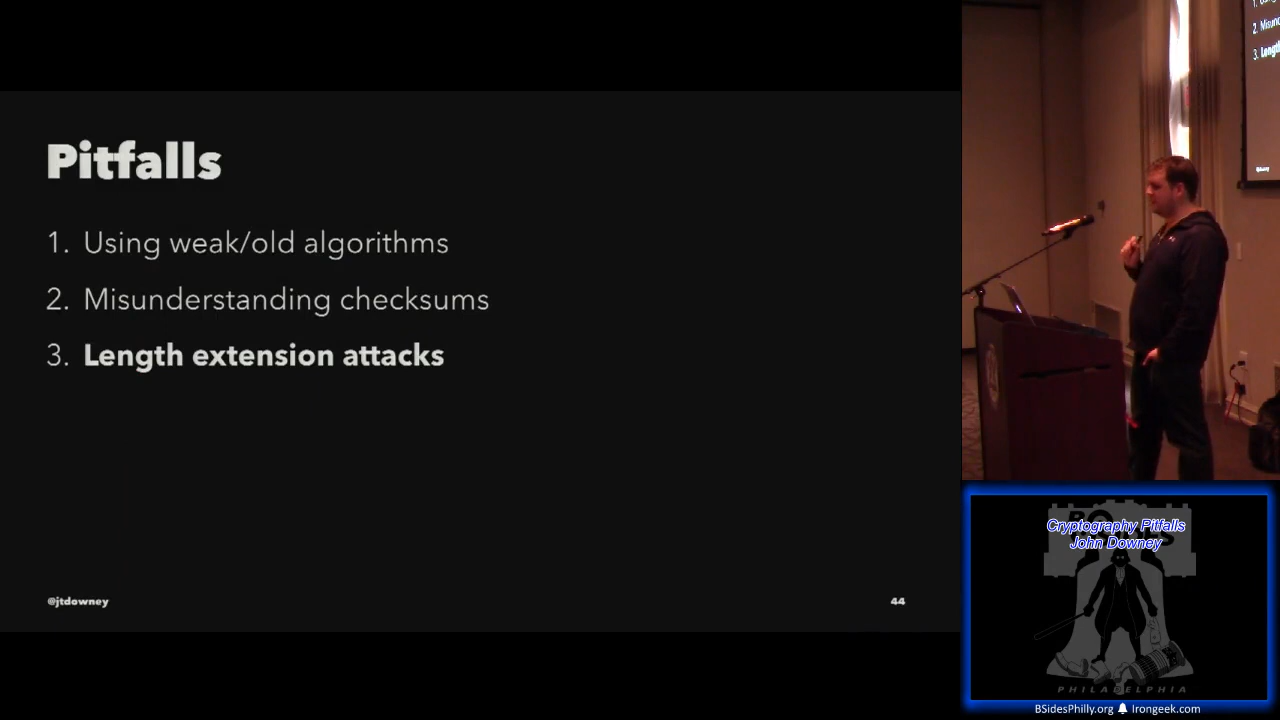 Pitfalls
1. Using weak/old algorithms
2. Misunderstanding checksums
3. Length extension attacks
@jtdowney
44
Cryptography Pitfalls
John Downey
PHILADELPHIA
BSidesPhilly.org Irongeek.com